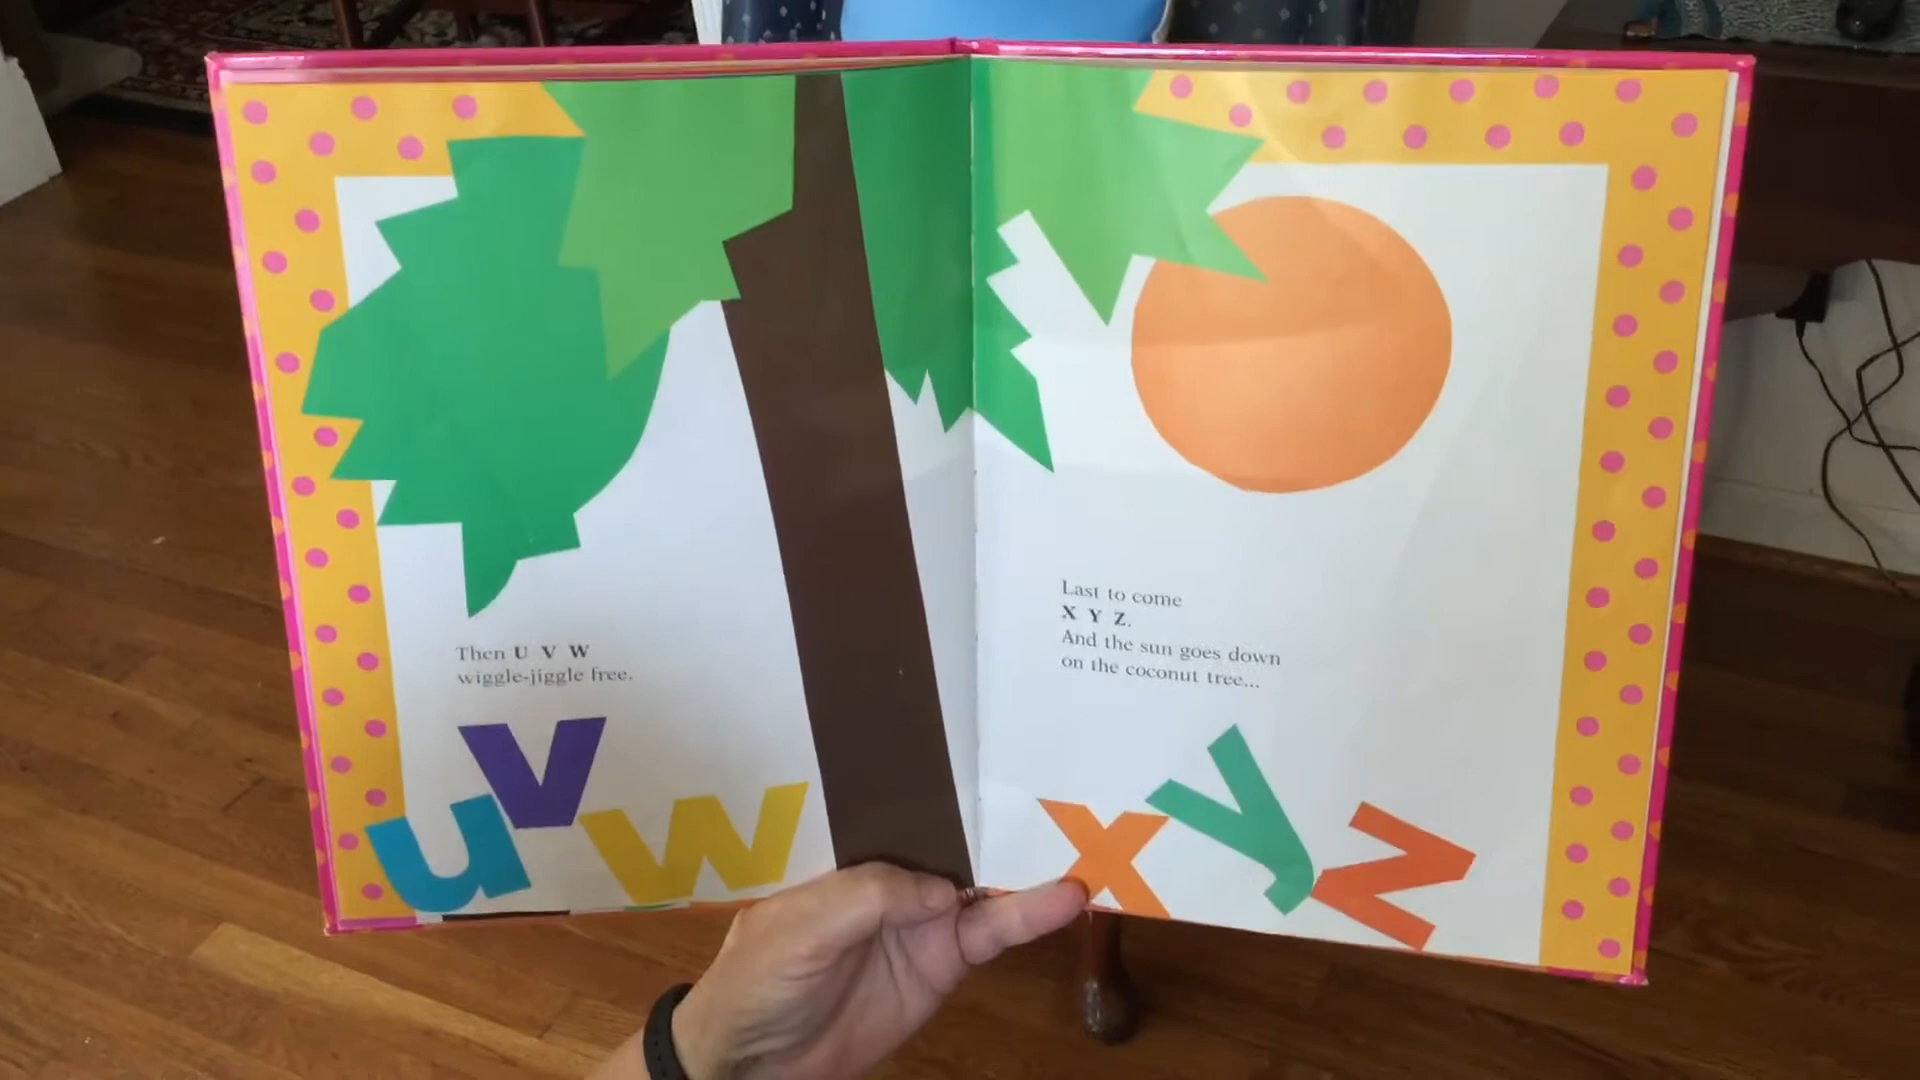 Then U V W
wiggle-jiggle free.
u v w
Last to come
X Y Z.
And the sun goes down
on the coconut tree...
x y z